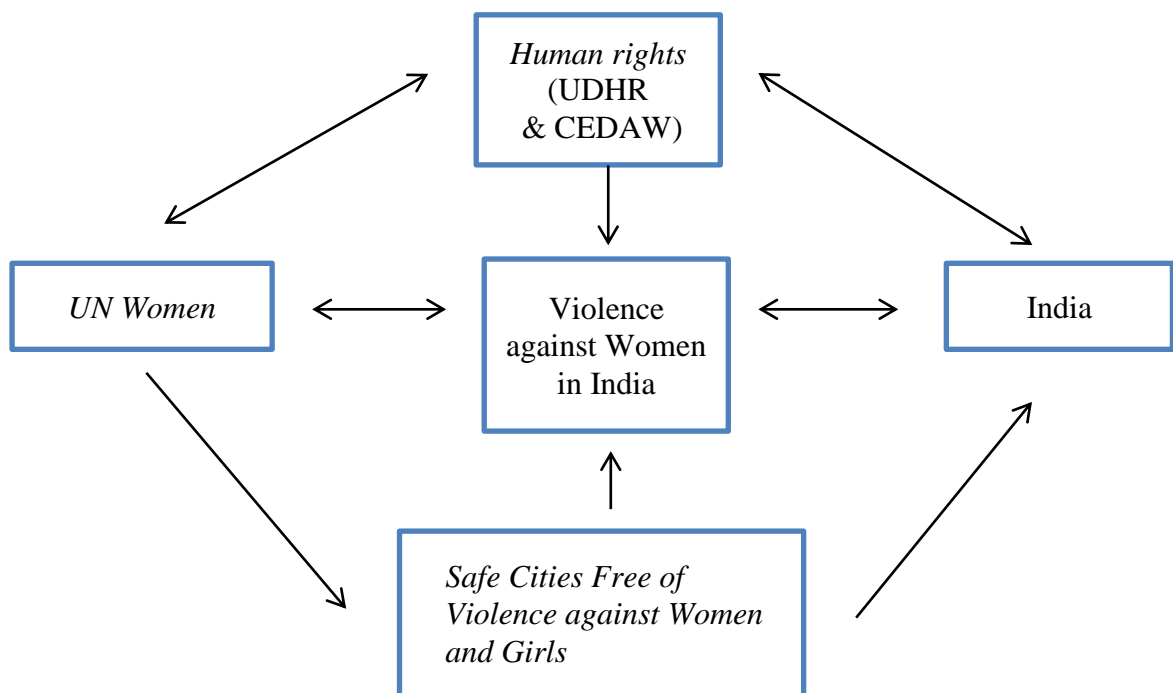 Human rights
(UDHR
& CEDAW)
UN Women
Violence
against Women
in India
India
Safe Cities Free of
Violence against Women
and Girls